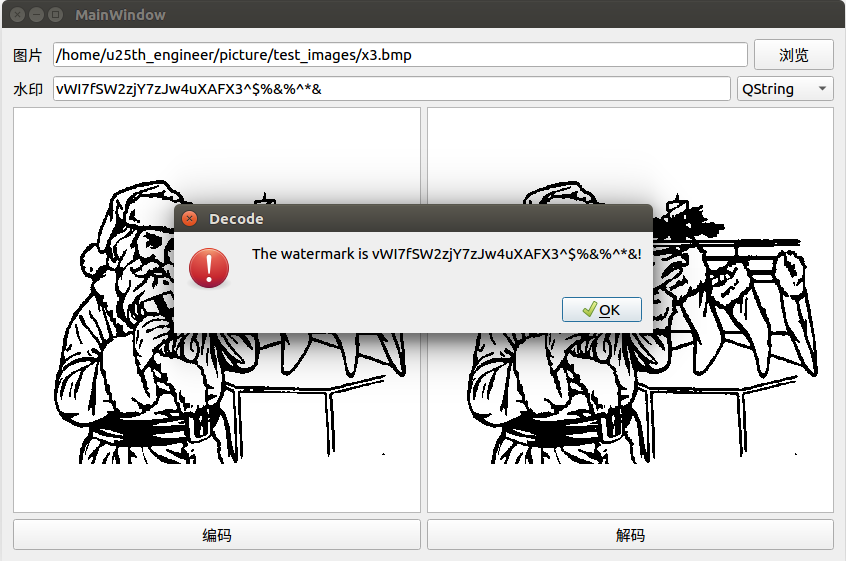 MainWindow
图片 /home/u25th_engineer/picture/test_images/x3.bmp 浏览
水印 vWI7fSW2zjY7zJw4uXAFX3^$%&%^*& QString
Decode
The watermark is vWI7fSW2zjY7zJw4uXAFX3^$%&%^*&!
OK
编码 解码